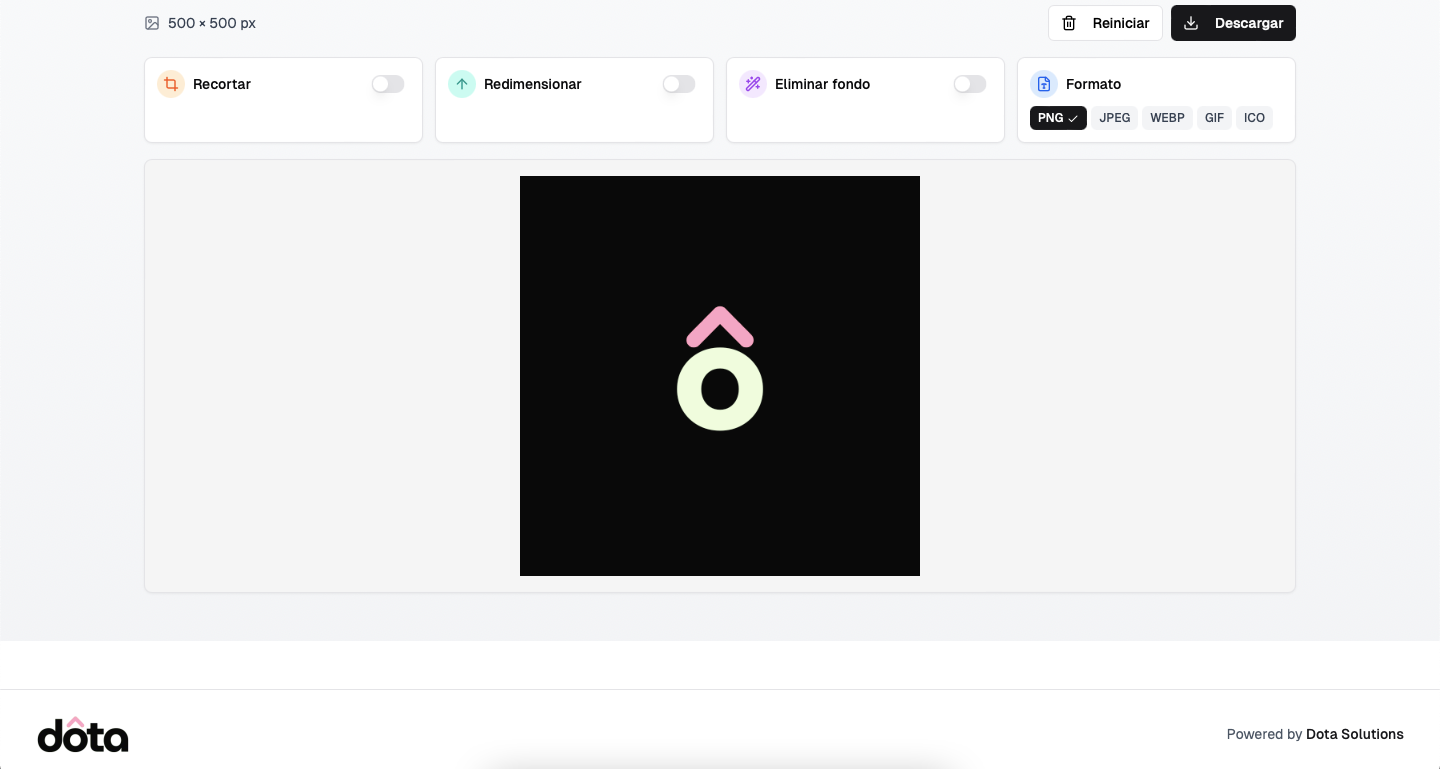 500 × 500 px
Reiniciar
Descargar
Recortar
Redimensionar
Eliminar fondo
Formato
PNG
JPEG
WEBP
GIF
ICO
ô
dôta
Powered by Dota Solutions